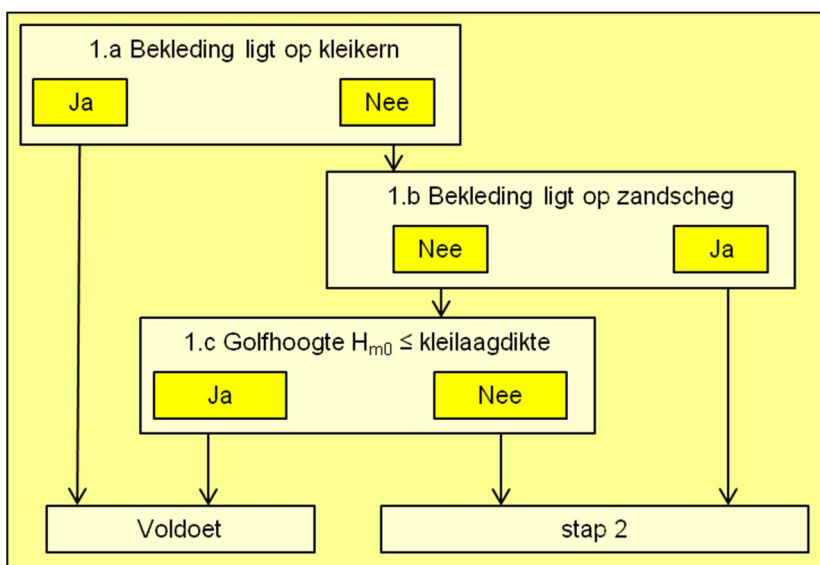 1.a Bekleding ligt op kleikern
Ja
Nee
1.b Bekleding ligt op zandscheg
Nee
Ja
1.c Golfhoogte Hm0 ≤ kleilaagdikte
Ja
Nee
Voldoet
stap 2